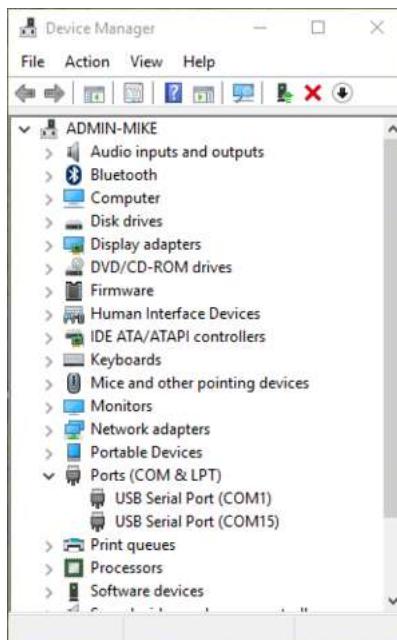 Device Manager
File Action View Help
ADMIN-MIKE
Audio inputs and outputs
Bluetooth
Computer
Disk drives
Display adapters
DVD/CD-ROM drives
Firmware
Human Interface Devices
IDE ATA/ATAPI controllers
Keyboards
Mice and other pointing devices
Monitors
Network adapters
Portable Devices
Ports (COM & LPT)
USB Serial Port (COM1)
USB Serial Port (COM15)
Print queues
Processors
Software devices